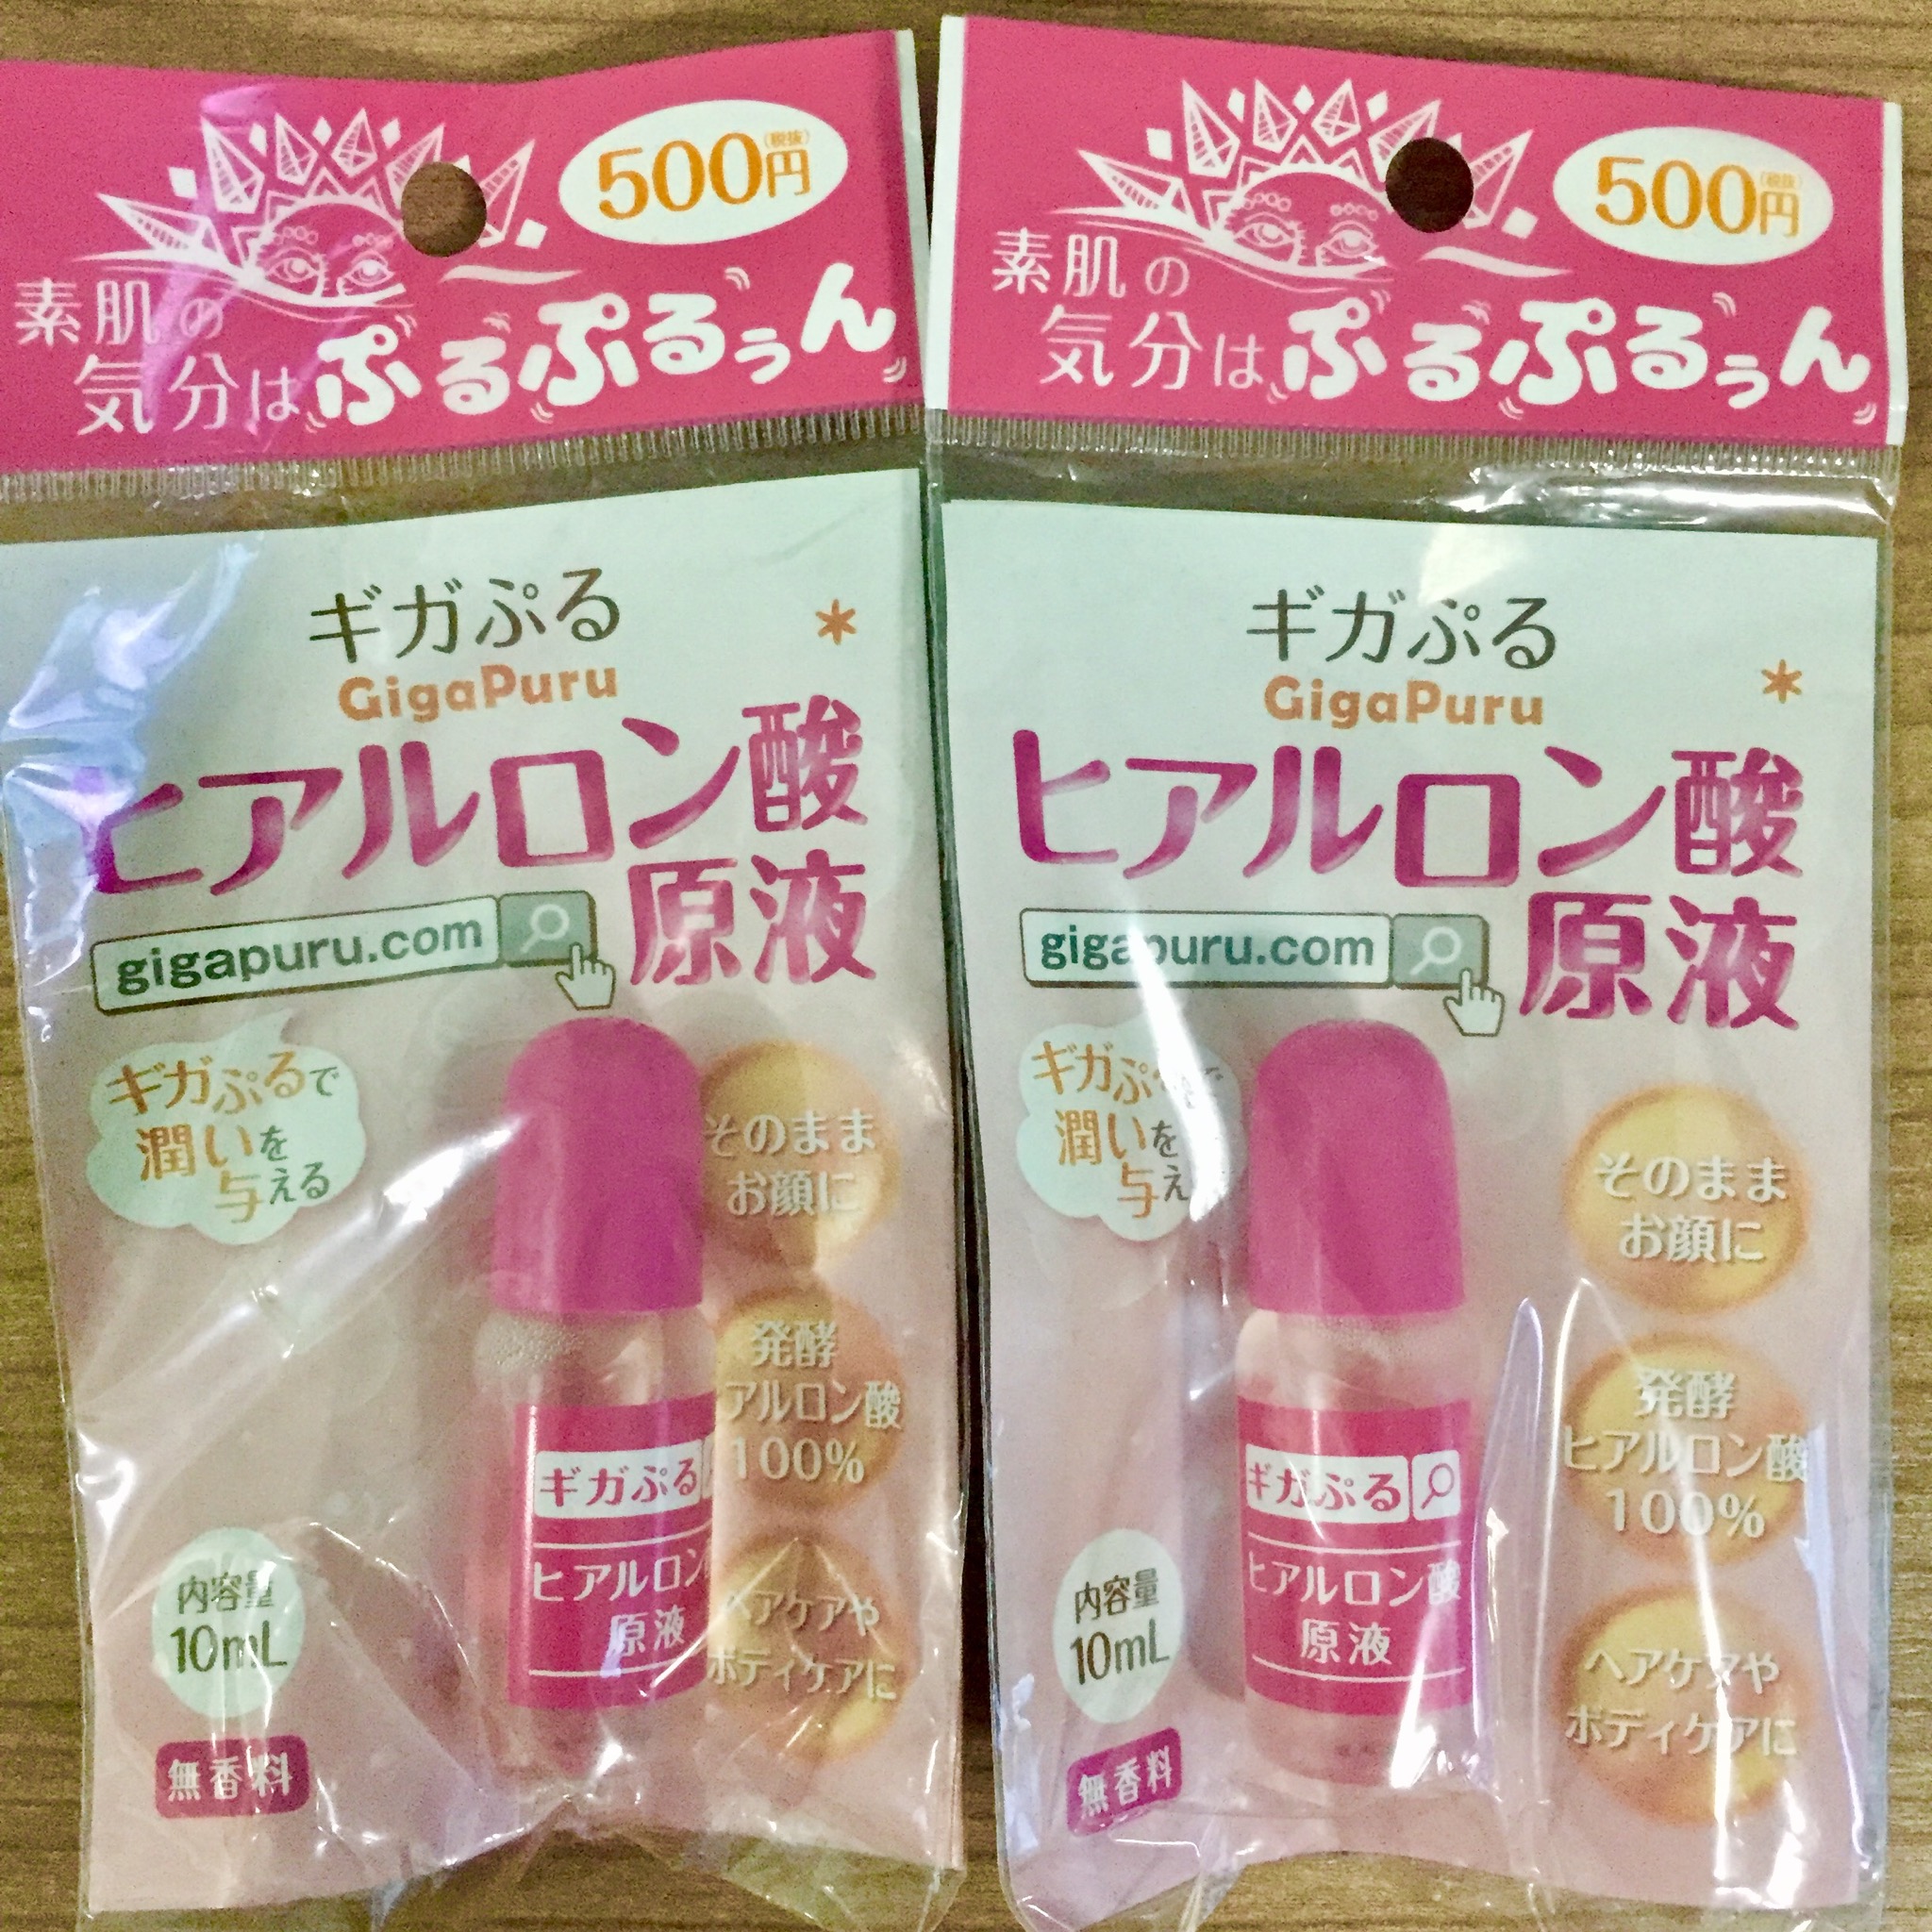 500円(税抜)
素肌の
気分はぷるぷるぅん
ギガぷる
GigaPuru
*
ヒアルロン酸
原液
gigapuru.com
ギガぷるで
潤いを
与える
そのまま
お顔に
発酵
アルロン酸
100%
ヘアケアや
ボディケアに
ギガぷる
ヒアルロン
原液
内容量
10mL
無香料
500円(税抜)
素肌の
気分はぷるぷるぅん
ギガぷる
GigaPuru
*
ヒアルロン酸
原液
gigapuru.com
ギガぷ
潤いを
与え
そのまま
お顔に
発酵
ヒアルロン酸
100%
ヘアケアや
ボディケアに
ギガぷる
ヒアルロン酸
原液
内容量
10mL
無香料